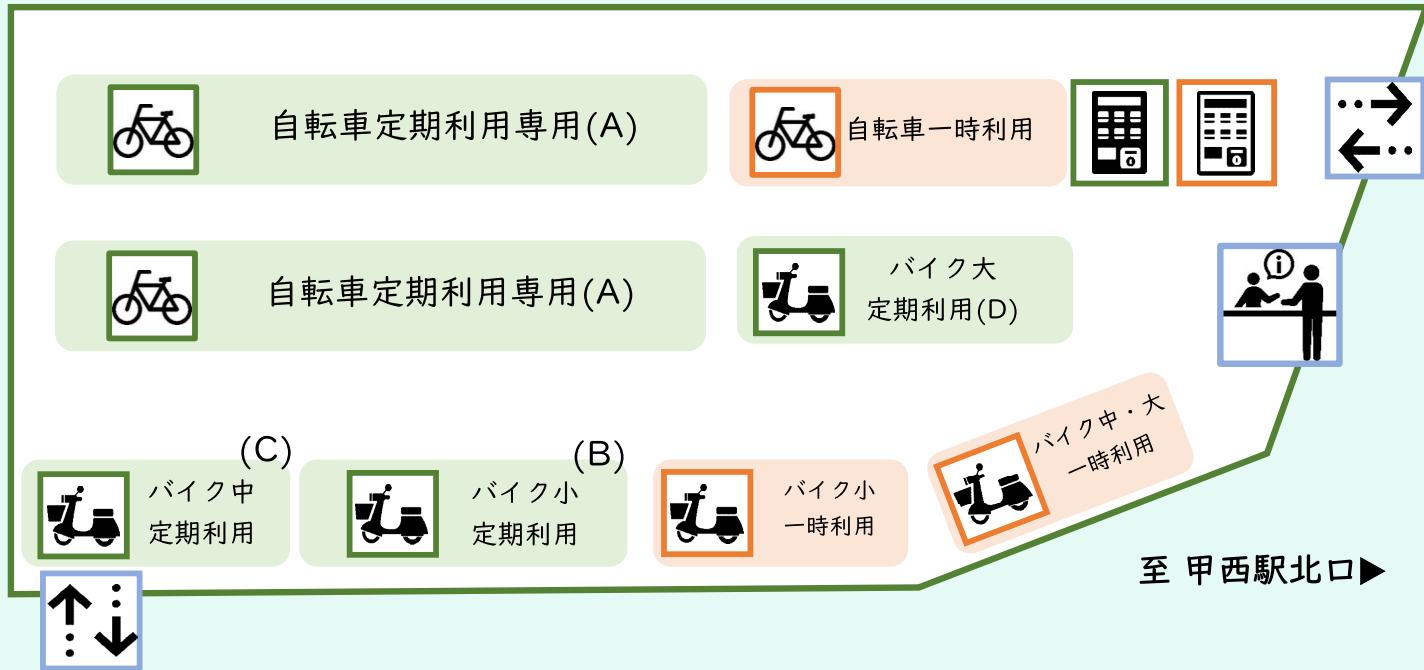 自転車定期利用専用(A)
自転車一時利用
自転車定期利用専用(A)
バイク大
定期利用(D)
(C)
バイク中
定期利用
(B)
バイク小
定期利用
バイク小
一時利用
バイク中・大
一時利用
至 甲西駅北口▶